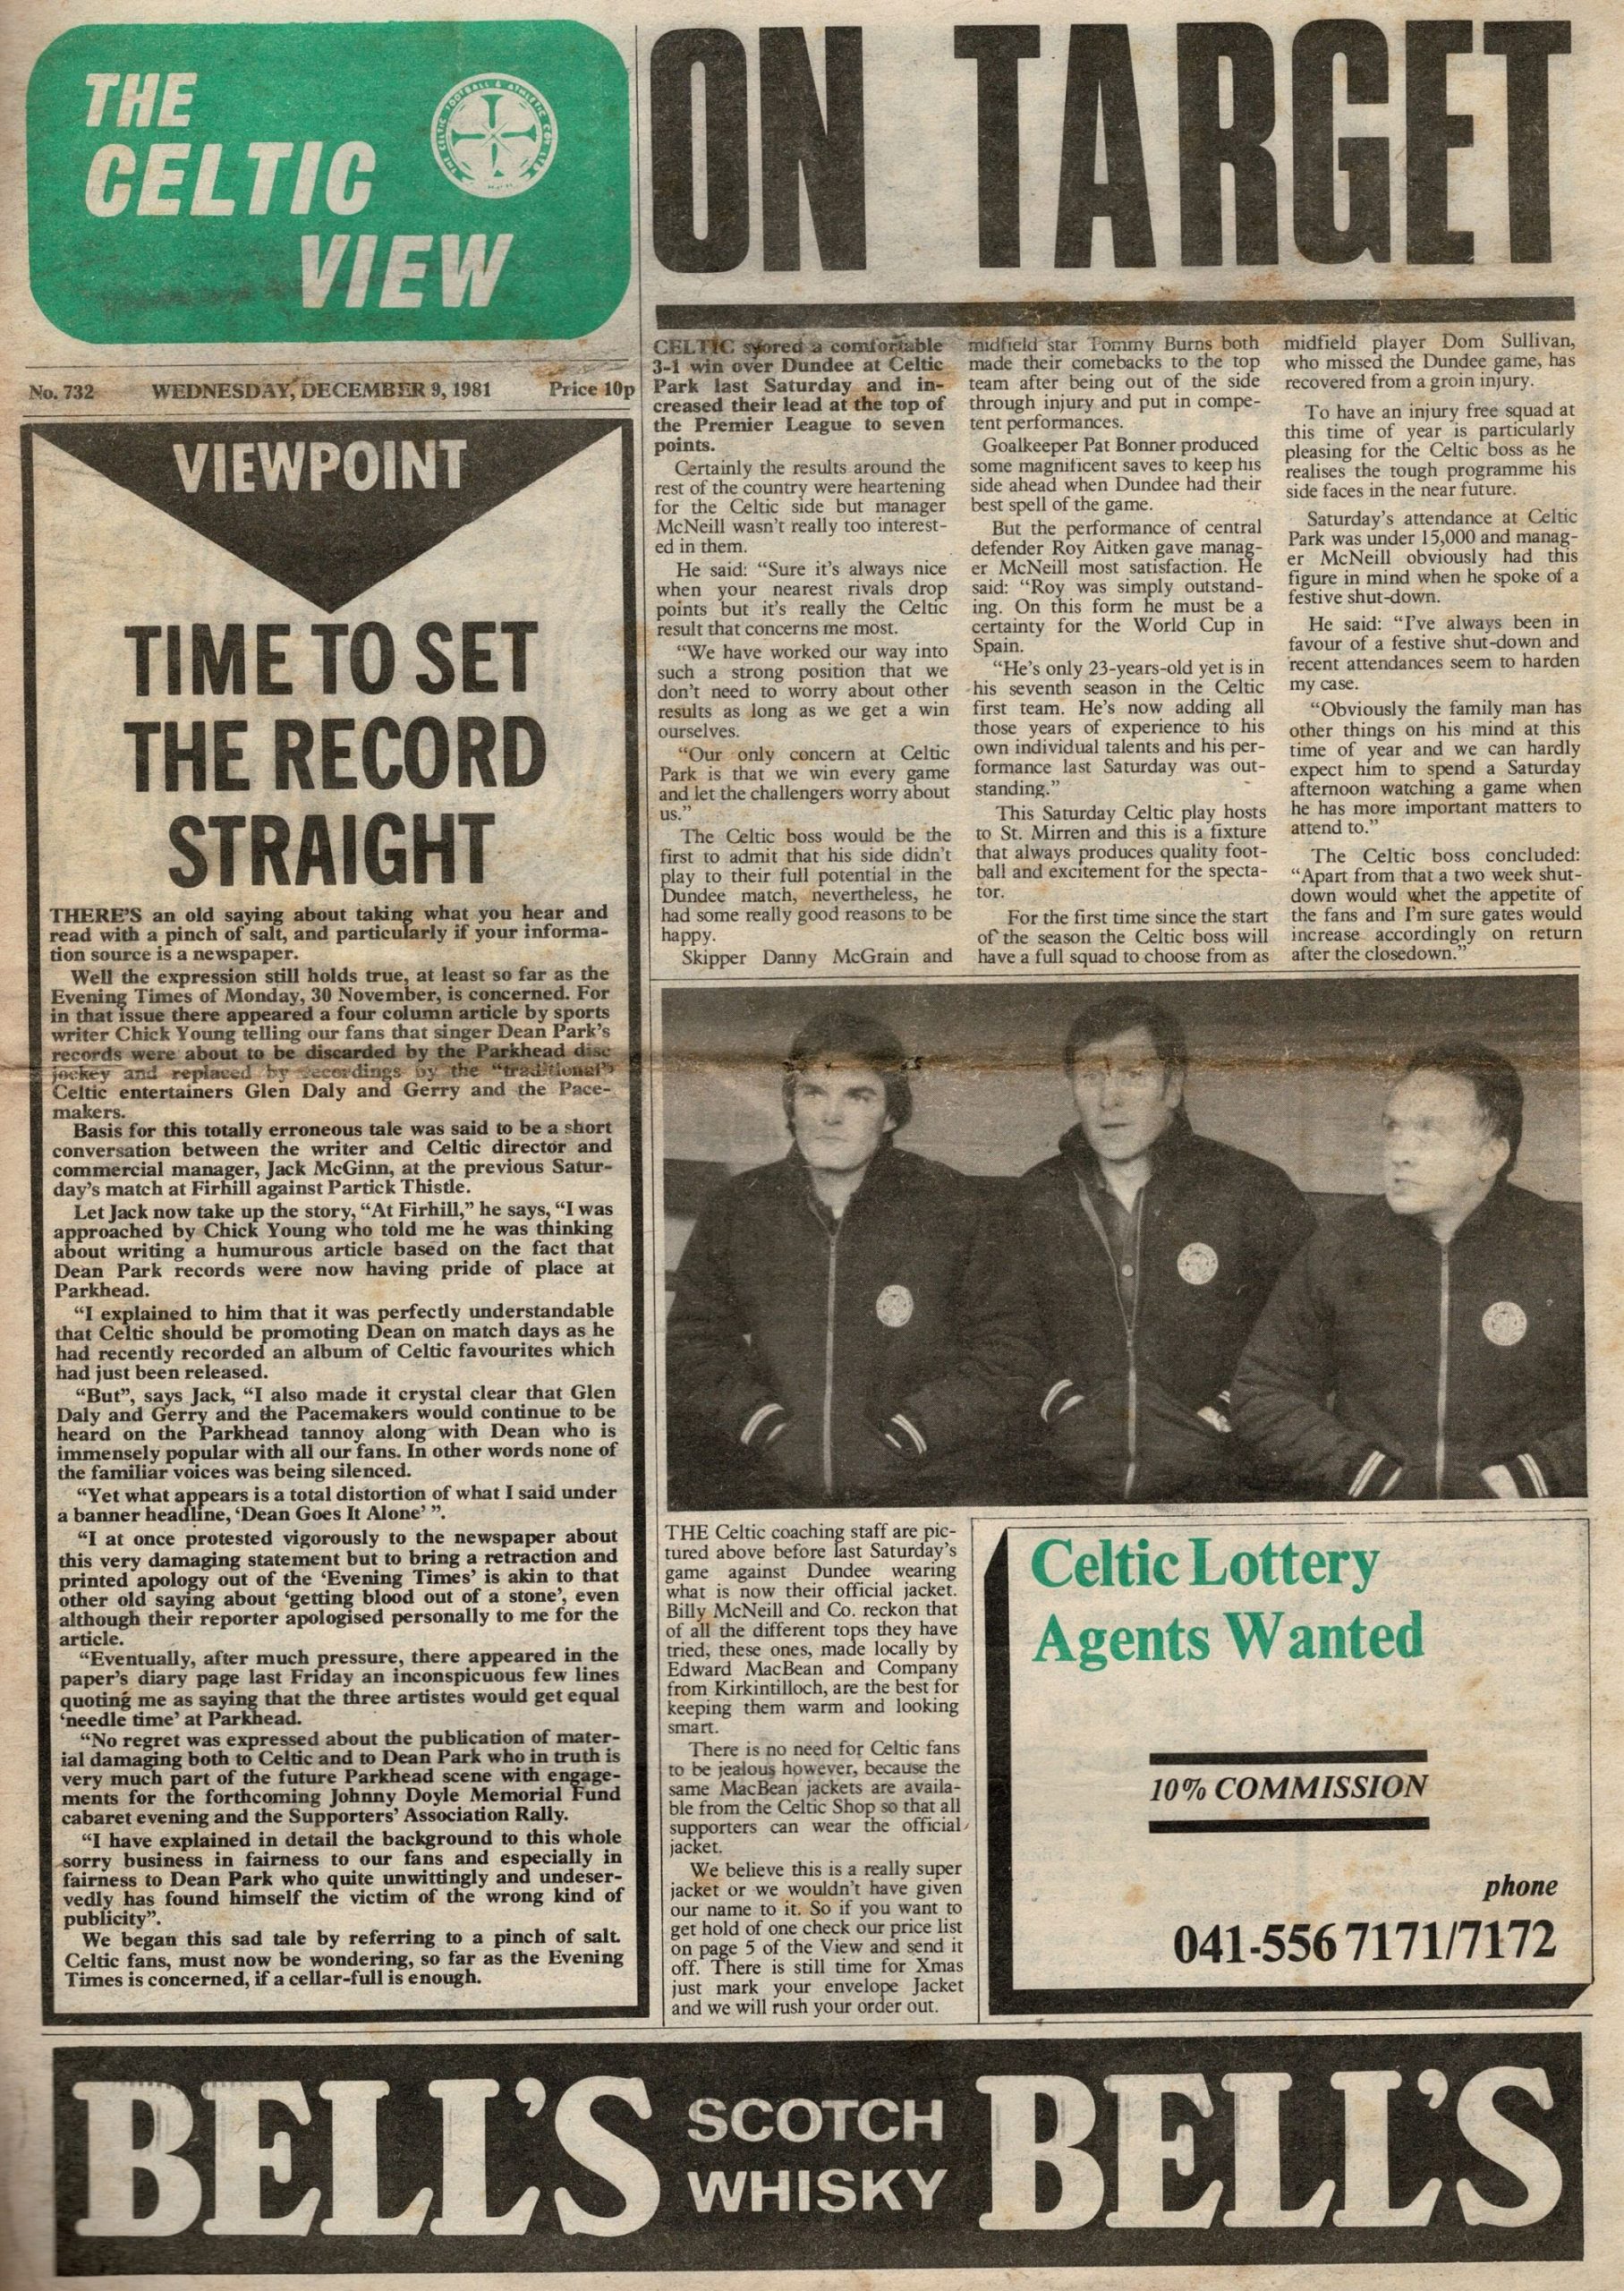 THE
CELTIC
VIEW
THE CELTIC FOOTBALL & ATHLETIC COY LTD
No. 732 WEDNESDAY, DECEMBER 9, 1981 Price 10p
VIEWPOINT
TIME TO SET
THE RECORD
STRAIGHT
THERE'S an old saying about taking what you hear and
read with a pinch of salt, and particularly if your informa-
tion source is a newspaper.
Well the expression still holds true, at least so far as the
Evening Times of Monday, 30 November, is concerned. For
in that issue there appeared a four column article by sports
writer Chick Young telling our fans that singer Dean Park's
records were about to be discarded by the Parkhead disc
jockey and replaced by recordings by the "traditional"
Celtic entertainers Glen Daly and Gerry and the Pace-
makers.
Basis for this totally erroneous tale was said to be a short
conversation between the writer and Celtic director and
commercial manager, Jack McGinn, at the previous Satur-
day's match at Firhill against Partick Thistle.
Let Jack now take up the story, "At Firhill," he says, "I was
approached by Chick Young who told me he was thinking
about writing a humurous article based on the fact that
Dean Park records were now having pride of place at
Parkhead.
"I explained to him that it was perfectly understandable
that Celtic should be promoting Dean on match days as he
had recently recorded an album of Celtic favourites which
had just been released.
"But", says Jack, "I also made it crystal clear that Glen
Daly and Gerry and the Pacemakers would continue to be
heard on the Parkhead tannoy along with Dean who is
immensely popular with all our fans. In other words none of
the familiar voices was being silenced.
"Yet what appears is a total distortion of what I said under
a banner headline, 'Dean Goes It Alone' ".
"I at once protested vigorously to the newspaper about
this very damaging statement but to bring a retraction and
printed apology out of the 'Evening Times' is akin to that
other old saying about 'getting blood out of a stone', even
although their reporter apologised personally to me for the
article.
"Eventually, after much pressure, there appeared in the
paper's diary page last Friday an inconspicuous few lines
quoting me as saying that the three artistes would get equal
'needle time' at Parkhead.
"No regret was expressed about the publication of mater-
ial damaging both to Celtic and to Dean Park who in truth is
very much part of the future Parkhead scene with engage-
ments for the forthcoming Johnny Doyle Memorial Fund
cabaret evening and the Supporters' Association Rally.
"I have explained in detail the background to this whole
sorry business in fairness to our fans and especially in
fairness to Dean Park who quite unwittingly and undeser-
vedly has found himself the victim of the wrong kind of
publicity".
We began this sad tale by referring to a pinch of salt.
Celtic fans, must now be wondering, so far as the Evening
Times is concerned, if a cellar-full is enough.
ON TARGET
CELTIC scored a comfortable
3-1 win over Dundee at Celtic
Park last Saturday and in-
creased their lead at the top of
the Premier League to seven
points.
Certainly the results around the
rest of the country were heartening
for the Celtic side but manager
McNeill wasn't really too interest-
ed in them.
He said: "Sure it's always nice
when your nearest rivals drop
points but it's really the Celtic
result that concerns me most.
"We have worked our way into
such a strong position that we
don't need to worry about other
results as long as we get a win
ourselves.
"Our only concern at Celtic
Park is that we win every game
and let the challengers worry about
us."
The Celtic boss would be the
first to admit that his side didn't
play to their full potential in the
Dundee match, nevertheless, he
had some really good reasons to be
happy.
Skipper Danny McGrain and
midfield star Tommy Burns both
made their comebacks to the top
team after being out of the side
through injury and put in compe-
tent performances.
Goalkeeper Pat Bonner produced
some magnificent saves to keep his
side ahead when Dundee had their
best spell of the game.
But the performance of central
defender Roy Aitken gave manag-
er McNeill most satisfaction. He
said: "Roy was simply outstand-
ing. On this form he must be a
certainty for the World Cup in
Spain.
"He's only 23-years-old yet is in
his seventh season in the Celtic
first team. He's now adding all
those years of experience to his
own individual talents and his per-
formance last Saturday was out-
standing."
This Saturday Celtic play hosts
to St. Mirren and this is a fixture
that always produces quality foot-
ball and excitement for the specta-
tor.
For the first time since the start
of the season the Celtic boss will
have a full squad to choose from as
midfield player Dom Sullivan,
who missed the Dundee game, has
recovered from a groin injury.
To have an injury free squad at
this time of year is particularly
pleasing for the Celtic boss as he
realises the tough programme his
side faces in the near future.
Saturday's attendance at Celtic
Park was under 15,000 and manag-
er McNeill obviously had this
figure in mind when he spoke of a
festive shut-down.
He said: "I've always been in
favour of a festive shut-down and
recent attendances seem to harden
my case.
"Obviously the family man has
other things on his mind at this
time of year and we can hardly
expect him to spend a Saturday
afternoon watching a game when
he has more important matters to
attend to."
The Celtic boss concluded:
"Apart from that a two week shut-
down would whet the appetite of
the fans and I'm sure gates would
increase accordingly on return
after the closedown."
THE Celtic coaching staff are pic-
tured above before last Saturday's
game against Dundee wearing
what is now their official jacket.
Billy McNeill and Co. reckon that
of all the different tops they have
tried, these ones, made locally by
Edward MacBean and Company
from Kirkintilloch, are the best for
keeping them warm and looking
smart.
There is no need for Celtic fans
to be jealous however, because the
same MacBean jackets are availa-
ble from the Celtic Shop so that all
supporters can wear the official
jacket.
We believe this is a really super
jacket or we wouldn't have given
our name to it. So if you want to
get hold of one check our price list
on page 5 of the View and send it
off. There is still time for Xmas
just mark your envelope Jacket
and we will rush your order out.
Celtic Lottery
Agents Wanted
10% COMMISSION
phone
041-556 7171/7172
BELL'S SCOTCH WHISKY BELL'S